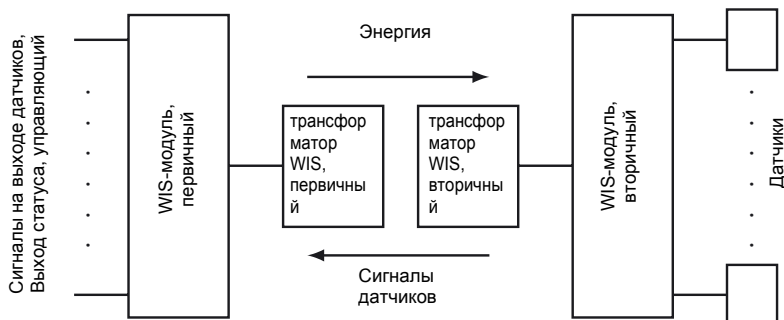 Сигналы на выходе датчиков,
Выход статуса, управляющий
WIS-модуль,
первичный
Энергия
трансфор
матор
WIS,
первичны
й
трансфор
матор
WIS,
вторичны
й
Сигналы
датчиков
WIS-модуль,
вторичный
Датчики